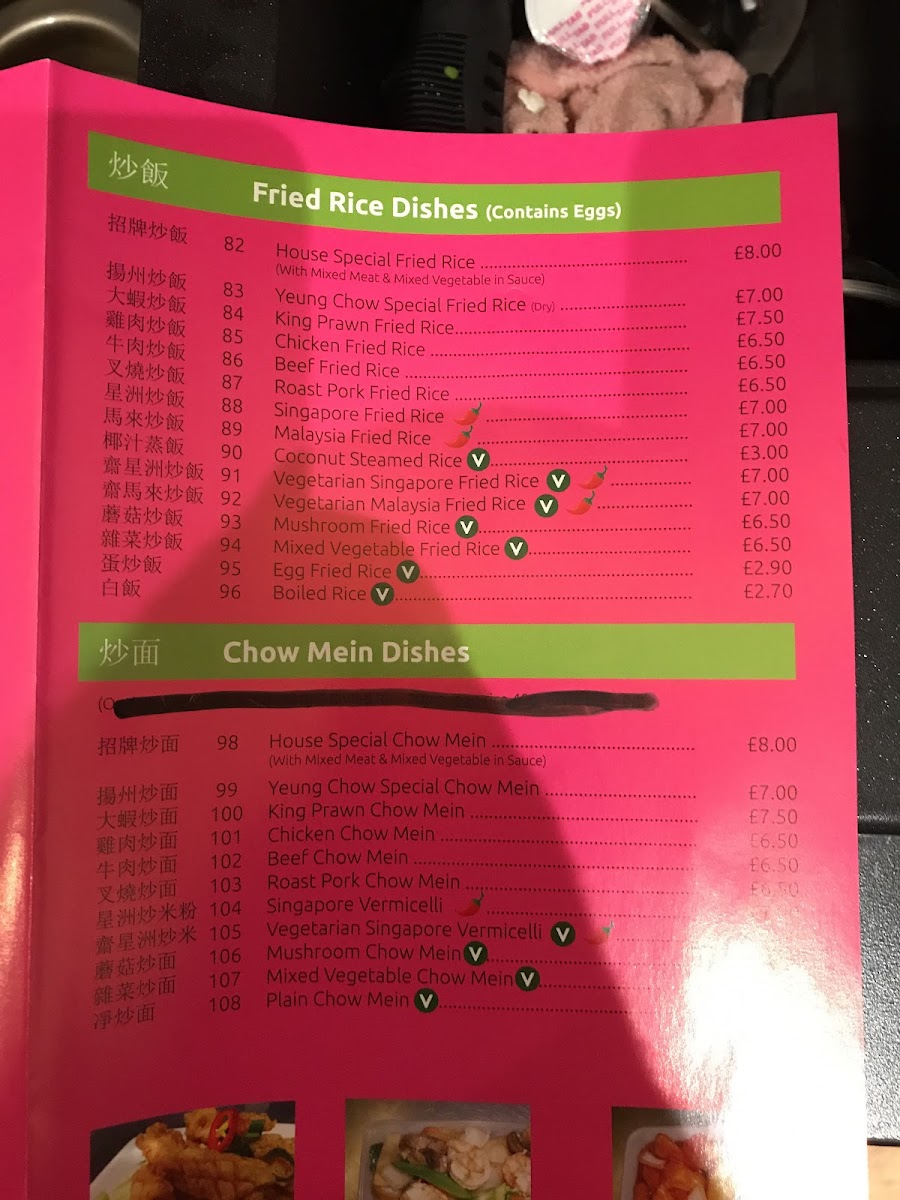 炒飯 Fried Rice Dishes (Contains Eggs)
招牌炒飯 82 House Special Fried Rice £8.00
(With Mixed Meat & Mixed Vegetable in Sauce)
揚州炒飯 83 Yeung Chow Special Fried Rice (Dry) £7.00
大蝦炒飯 84 King Prawn Fried Rice £7.50
雞肉炒飯 85 Chicken Fried Rice £6.50
牛肉炒飯 86 Beef Fried Rice £6.50
叉燒炒飯 87 Roast Pork Fried Rice £6.50
星洲炒飯 88 Singapore Fried Rice £7.00
馬來炒飯 89 Malaysia Fried Rice £7.00
椰汁蒸飯 90 Coconut Steamed Rice V £3.00
齋星洲炒飯 91 Vegetarian Singapore Fried Rice V £7.00
齋馬來炒飯 92 Vegetarian Malaysia Fried Rice V £7.00
蘑菇炒飯 93 Mushroom Fried Rice V £6.50
雜菜炒飯 94 Mixed Vegetable Fried Rice V £6.50
蛋炒飯 95 Egg Fried Rice V £2.90
白飯 96 Boiled Rice V £2.70
炒面 Chow Mein Dishes
招牌炒面 98 House Special Chow Mein £8.00
(With Mixed Meat & Mixed Vegetable in Sauce)
揚州炒面 99 Yeung Chow Special Chow Mein £7.00
大蝦炒面 100 King Prawn Chow Mein £7.50
雞肉炒面 101 Chicken Chow Mein £6.50
牛肉炒面 102 Beef Chow Mein £6.50
叉燒炒面 103 Roast Pork Chow Mein £6.50
星洲炒米粉 104 Singapore Vermicelli
齋星洲炒米 105 Vegetarian Singapore Vermicelli V
蘑菇炒面 106 Mushroom Chow Mein V
雜菜炒面 107 Mixed Vegetable Chow Mein V
淨炒面 108 Plain Chow Mein V